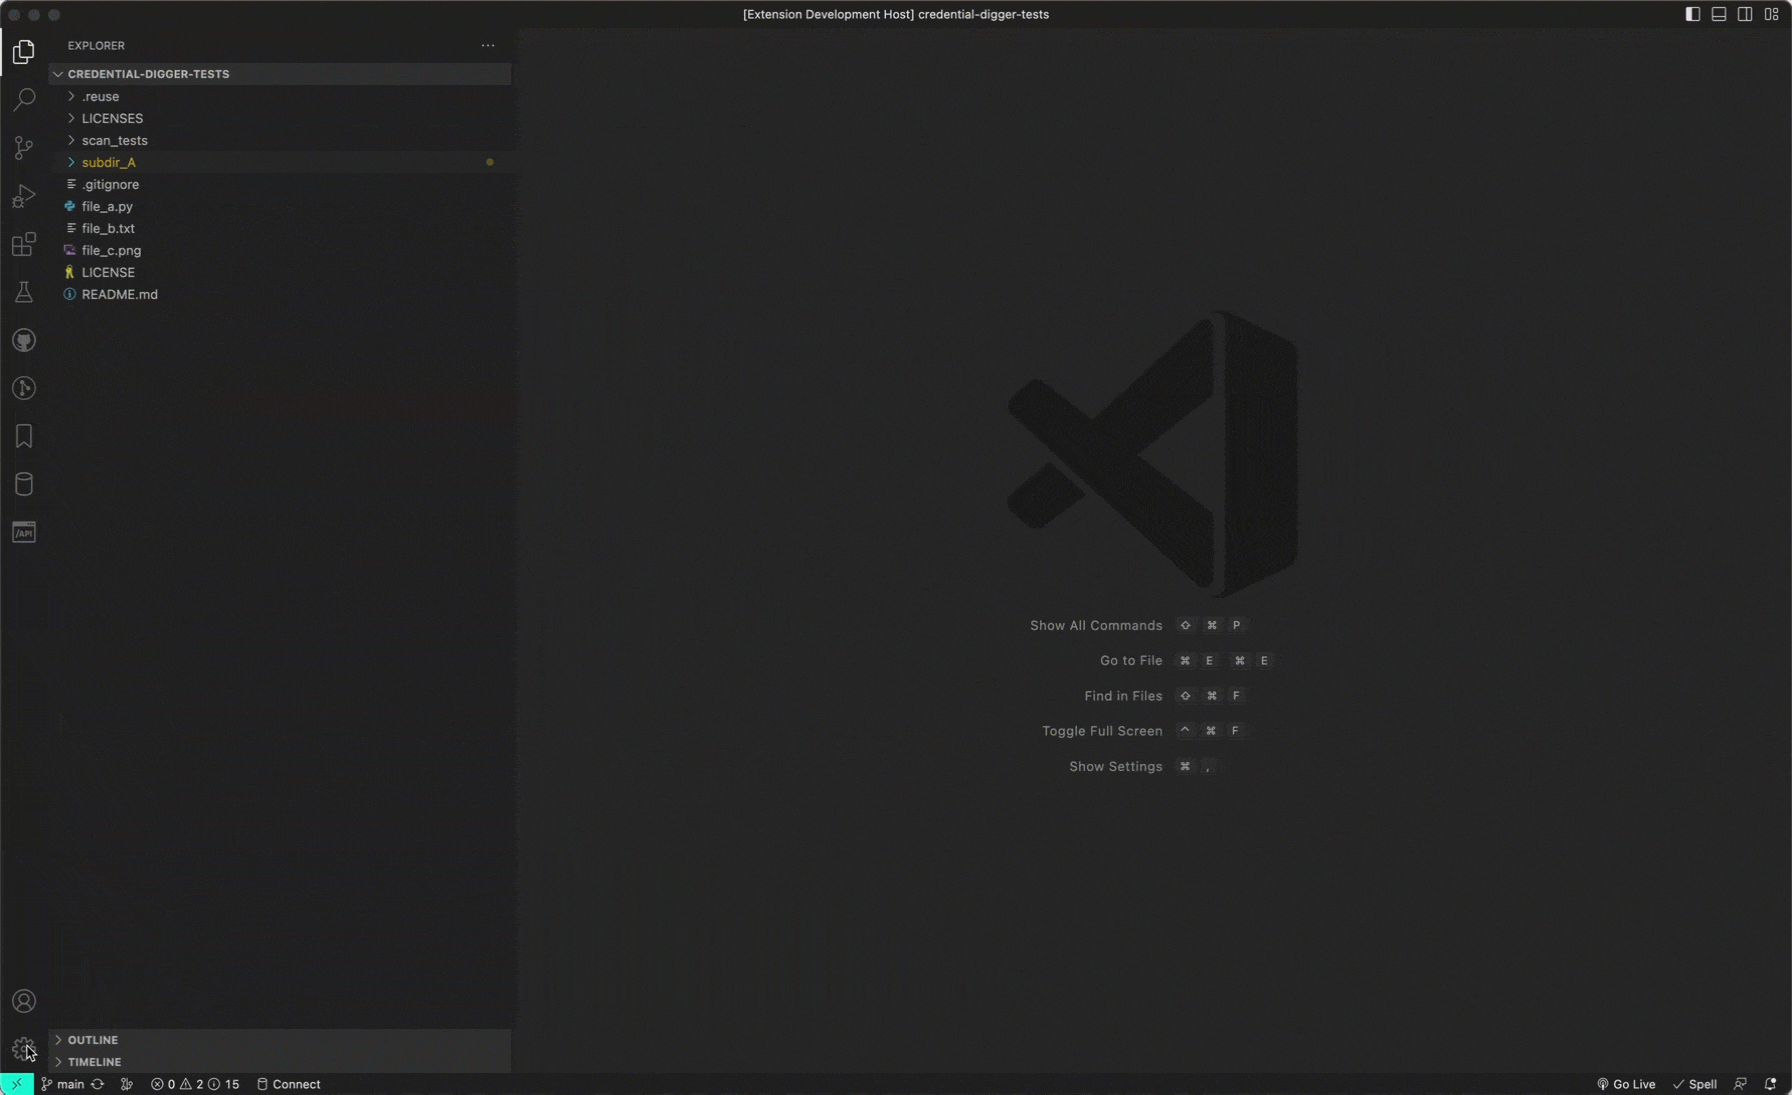 [Extension Development Host] credential-digger-tests
EXPLORER
CREDENTIAL-DIGGER-TESTS
.reuse
LICENSES
scan_tests
subdir_A
.gitignore
file_a.py
file_b.txt
file_c.png
LICENSE
README.md
/API
Show All Commands ⇧ ⌘ P
Go to File ⌘ E ⌘ E
Find in Files ⇧ ⌘ F
Toggle Full Screen ^ ⌘ F
Show Settings ⌘ ,
OUTLINE
TIMELINE
main 0 2 15 Connect Go Live Spell